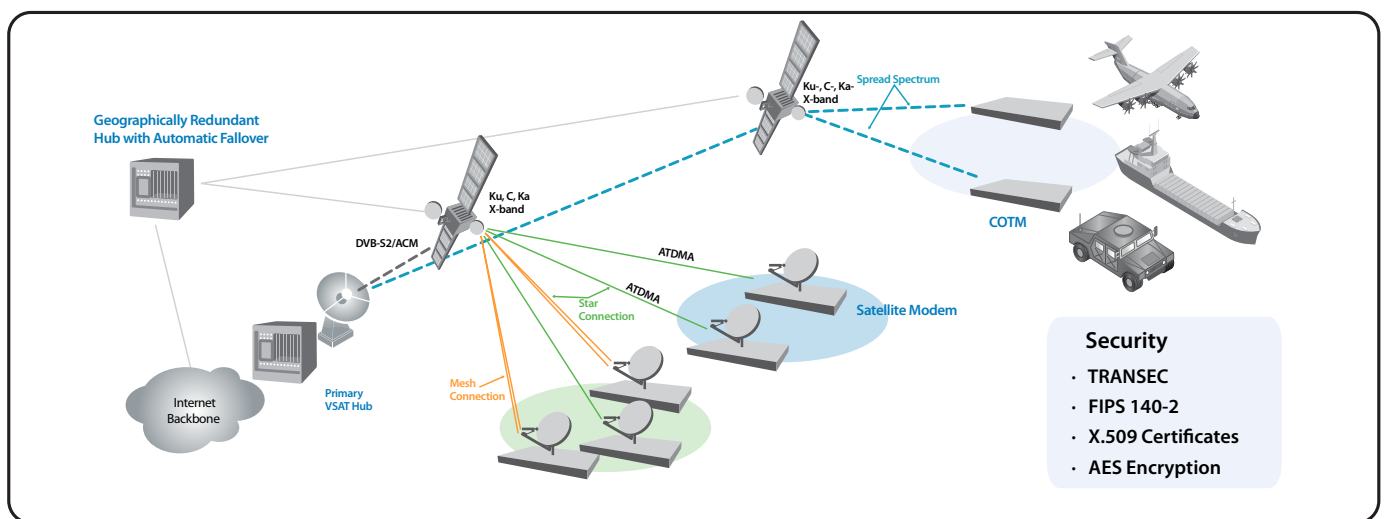 Geographically Redundant
Hub with Automatic Fallover
Ku-, C-, Ka-
X-band
Spread Spectrum
Ku, C, Ka
X-band
COTM
DVB-S2/ACM
ATDMA
ATDMA
Star
Connection
Satellite Modem
Mesh
Connection
Primary
VSAT Hub
Internet
Backbone
Security
· TRANSEC
· FIPS 140-2
· X.509 Certificates
· AES Encryption